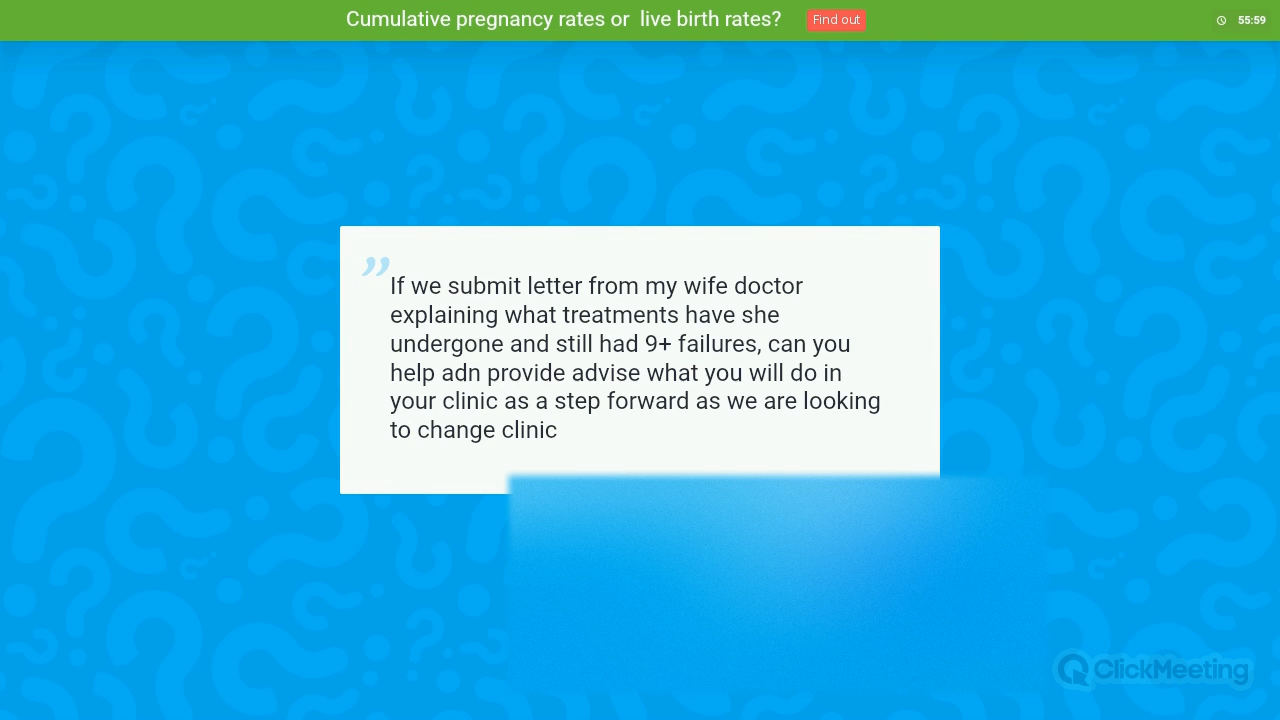 Cumulative pregnancy rates or  live birth rates?
Find out
55:59
If we submit letter from my wife doctor
explaining what treatments have she
undergone and still had 9+ failures, can you
help adn provide advise what you will do in
your clinic as a step forward as we are looking
to change clinic
ClickMeeting